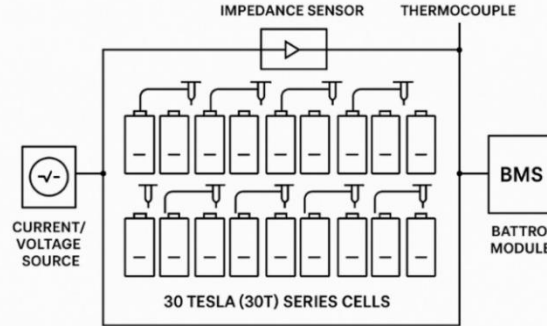 IMPEDANCE SENSOR
THERMOCOUPLE
CURRENT/
VOLTAGE
SOURCE
BMS
BATTRO
MODULE
30 TESLA (30T) SERIES CELLS